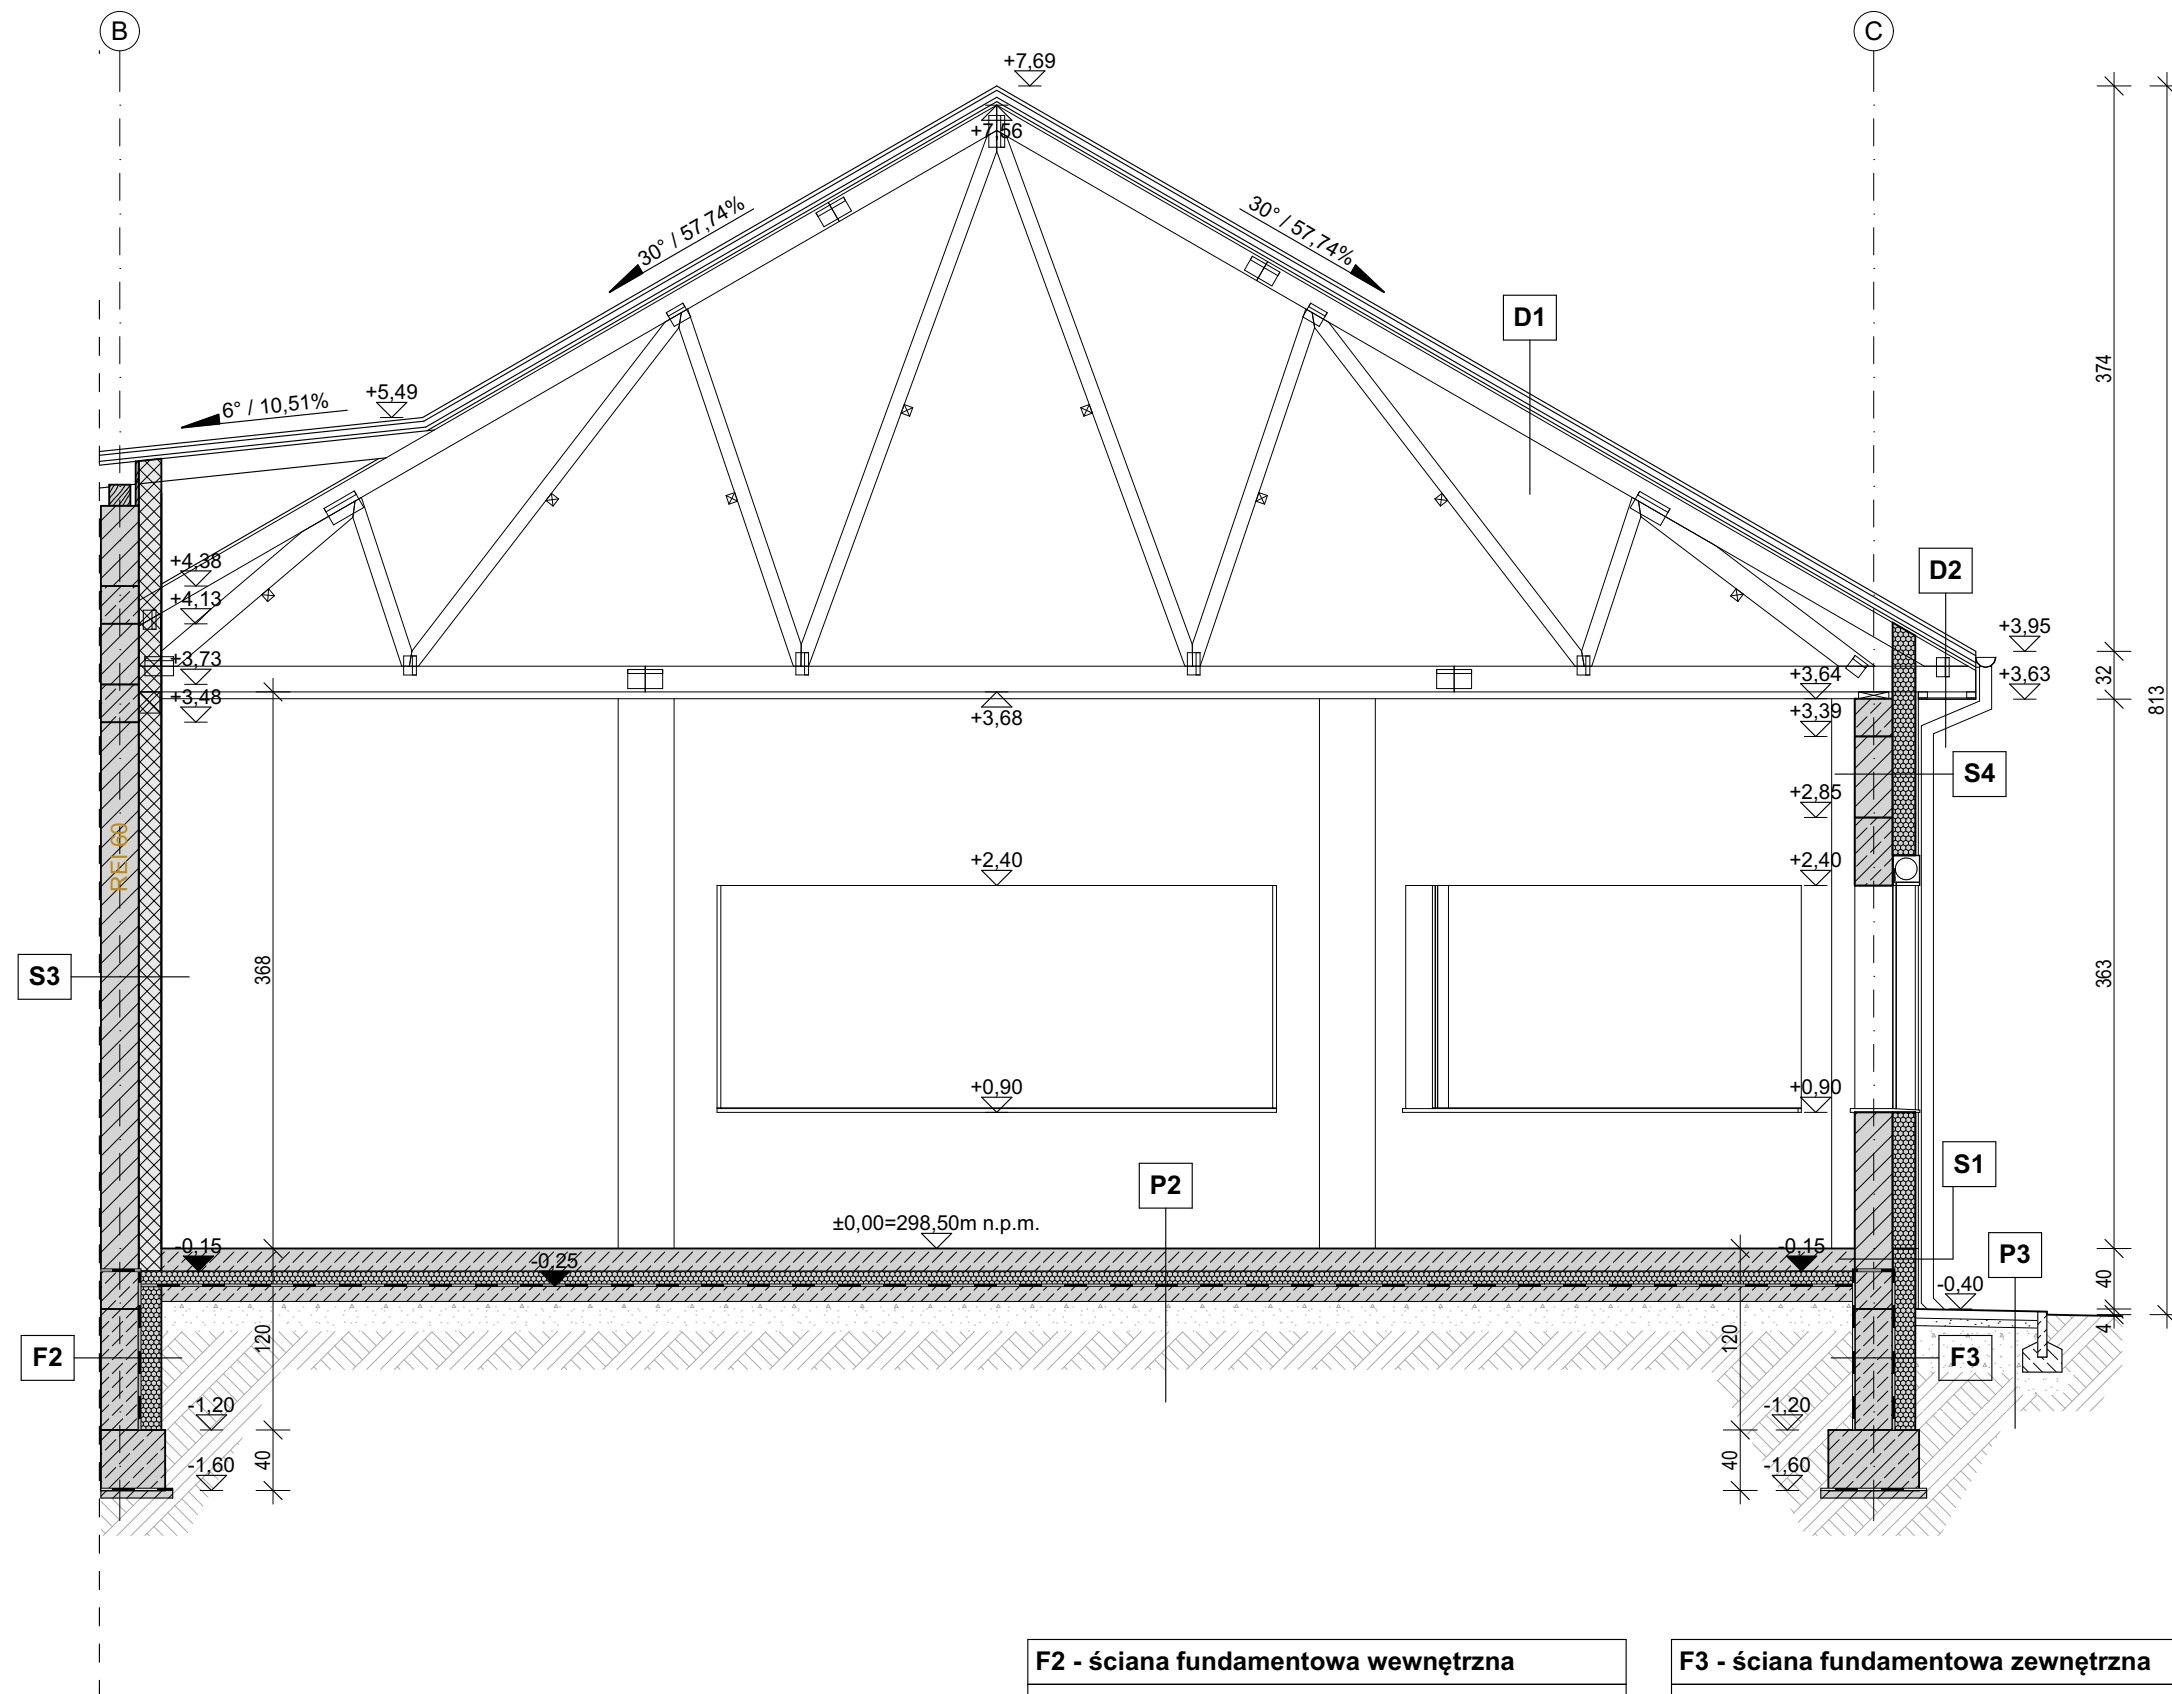 B
C
+7,69
+7,56
30° / 57,74%
30° / 57,74%
D1
374
6° / 10,51%
+5,49
D2
+4,38
+4,13
+3,73
+3,48
+3,95
+3,63
32
813
+3,64
+3,68
+3,39
S4
+2,85
REI 60
+2,40
+2,40
S3
368
363
+0,90
+0,90
S1
P2
±0,00=298,50m n.p.m.
-0,15
-0,25
-0,15
P3
-0,40
40
4
F2
120
120
F3
-1,20
-1,20
40
40
-1,60
-1,60
F2 - ściana fundamentowa wewnętrzna
F3 - ściana fundamentowa zewnętrzna